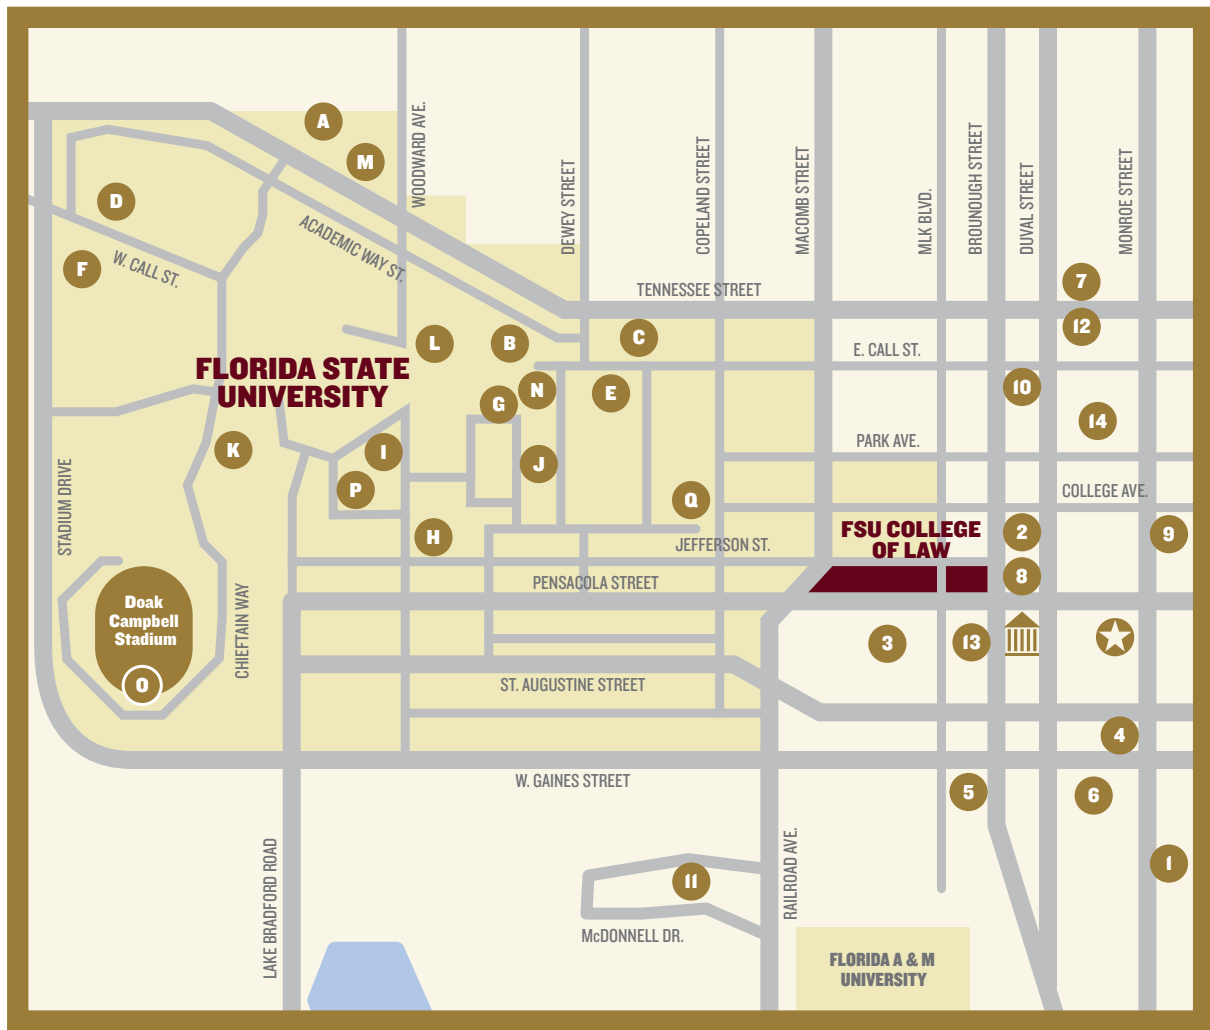 A
M
WOODWARD AVE.
DEWEY STREET
COPELAND STREET
MACOMB STREET
MLK BLVD.
BROUNOUGH STREET
DUVAL STREET
MONROE STREET
D
ACADEMIC WAY ST.
F
W. CALL ST.
TENNESSEE STREET
7
12
L
B
C
E. CALL ST.
FLORIDA STATE
UNIVERSITY
N
E
G
10
14
K
I
J
PARK AVE.
P
Q
COLLEGE AVE.
STADIUM DRIVE
H
JEFFERSON ST.
FSU COLLEGE
OF LAW
2
9
8
PENSACOLA STREET
Doak
Campbell
Stadium
O
CHIEFTAIN WAY
3
13
ST. AUGUSTINE STREET
4
W. GAINES STREET
5
6
LAKE BRADFORD ROAD
11
RAILROAD AVE.
1
McDONNELL DR.
FLORIDA A & M
UNIVERSITY